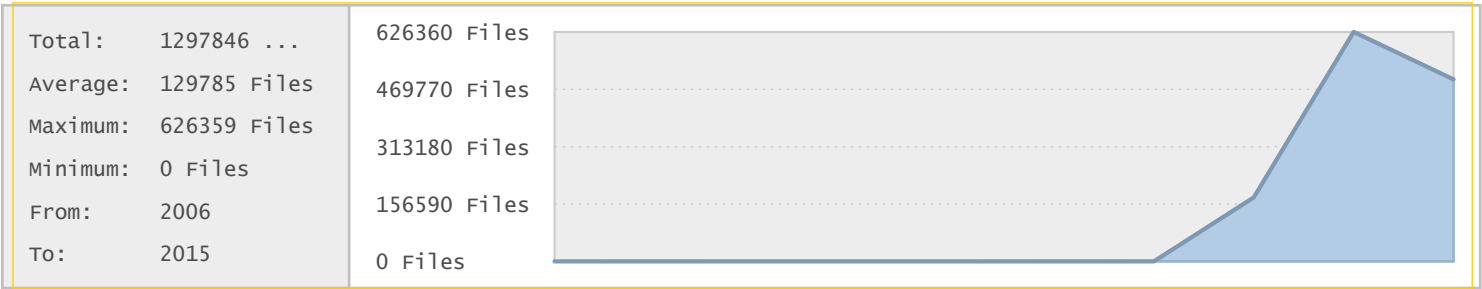 Total: 1297846 ...
Average: 129785 Files
Maximum: 626359 Files
Minimum: 0 Files
From: 2006
To: 2015
626360 Files
469770 Files
313180 Files
156590 Files
0 Files